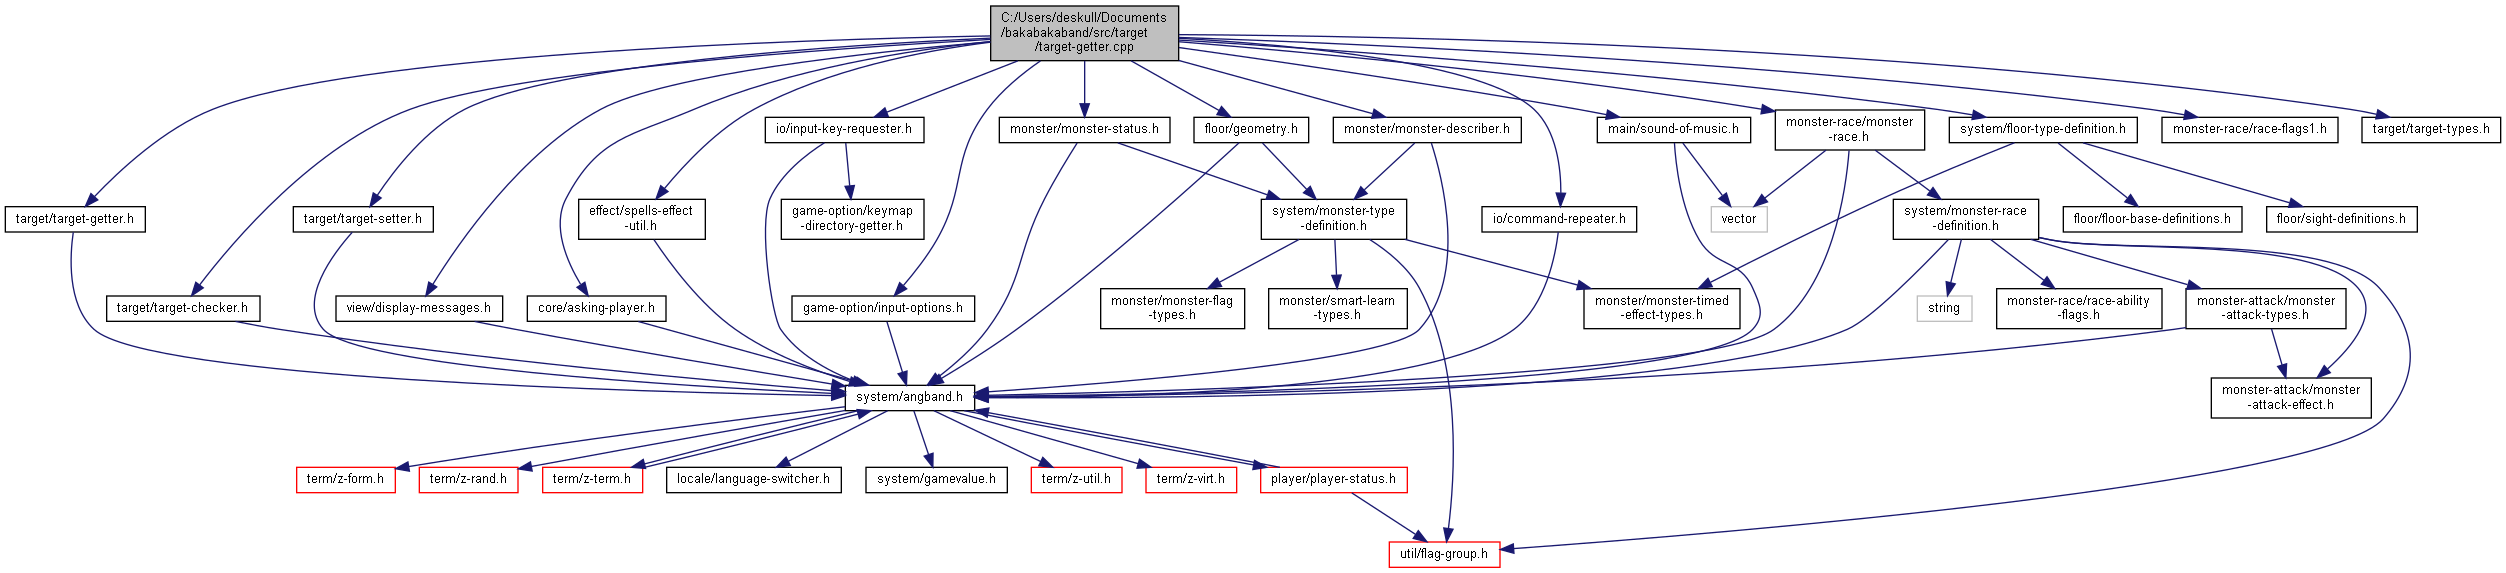 C:/Users/deskull/Documents
/bakabakaband/src/target
/target-getter.cpp
io/input-key-requester.h
monster/monster-status.h
floor/geometry.h
monster/monster-describer.h
main/sound-of-music.h
monster-race/monster
-race.h
system/floor-type-definition.h
monster-race/race-flags1.h
target/target-types.h
target/target-getter.h
target/target-setter.h
effect/spells-effect
-util.h
game-option/keymap
-directory-getter.h
system/monster-type
-definition.h
io/command-repeater.h
vector
system/monster-race
-definition.h
floor/floor-base-definitions.h
floor/sight-definitions.h
target/target-checker.h
view/display-messages.h
core/asking-player.h
game-option/input-options.h
monster/monster-flag
-types.h
monster/smart-learn
-types.h
monster/monster-timed
-effect-types.h
string
monster-race/race-ability
-flags.h
monster-attack/monster
-attack-types.h
system/angband.h
monster-attack/monster
-attack-effect.h
term/z-form.h
term/z-rand.h
term/z-term.h
locale/language-switcher.h
system/gamevalue.h
term/z-util.h
term/z-virt.h
player/player-status.h
util/flag-group.h